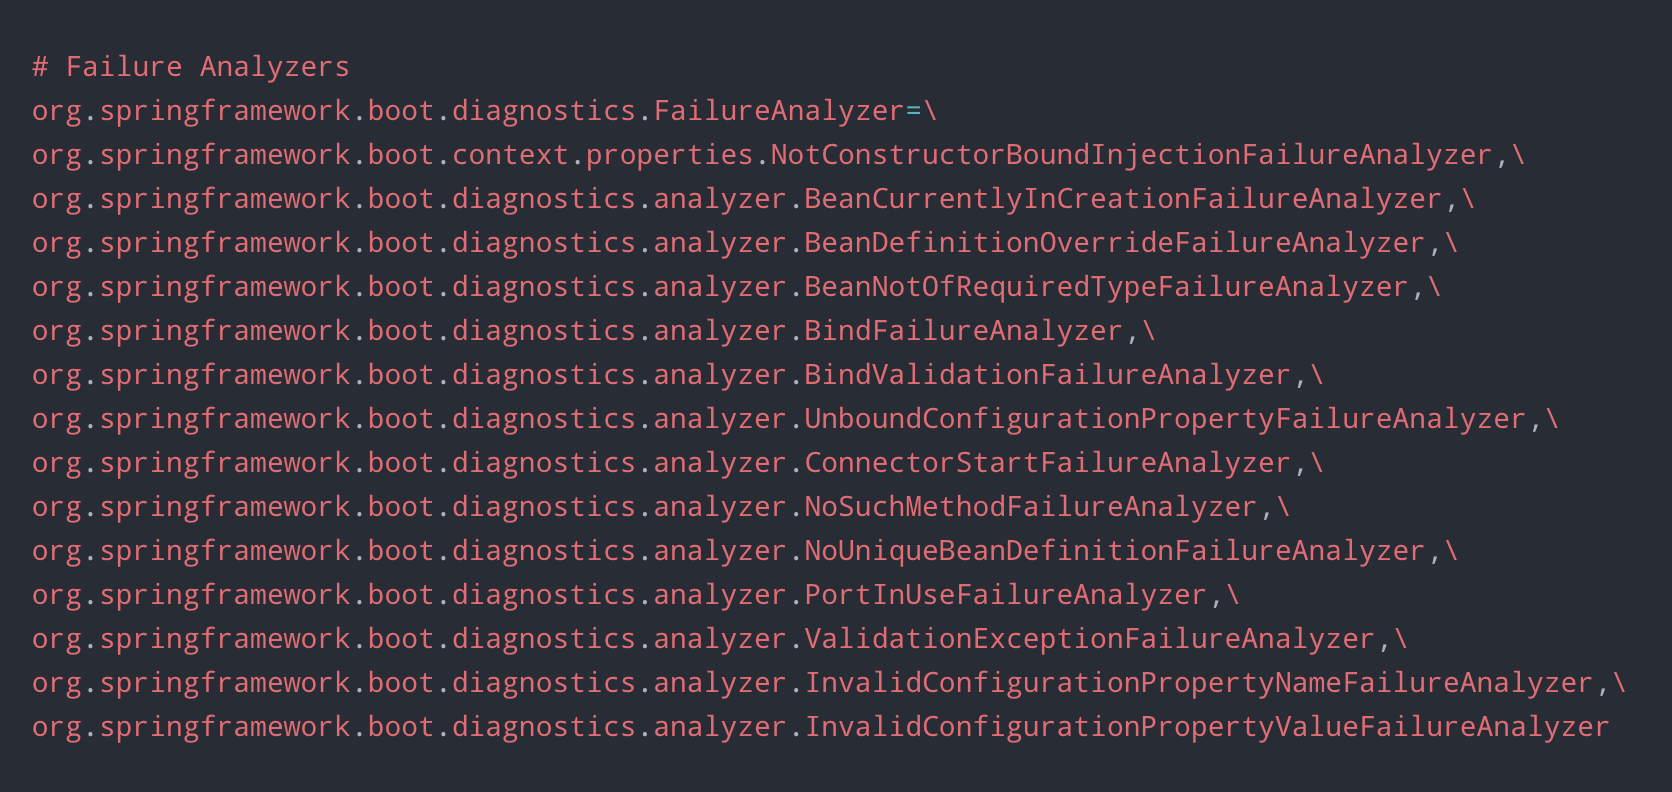 # Failure Analyzers
org.springframework.boot.diagnostics.FailureAnalyzer=\
org.springframework.boot.context.properties.NotConstructorBoundInjectionFailureAnalyzer,\
org.springframework.boot.diagnostics.analyzer.BeanCurrentlyInCreationFailureAnalyzer,\
org.springframework.boot.diagnostics.analyzer.BeanDefinitionOverrideFailureAnalyzer,\
org.springframework.boot.diagnostics.analyzer.BeanNotOfRequiredTypeFailureAnalyzer,\
org.springframework.boot.diagnostics.analyzer.BindFailureAnalyzer,\
org.springframework.boot.diagnostics.analyzer.BindValidationFailureAnalyzer,\
org.springframework.boot.diagnostics.analyzer.UnboundConfigurationPropertyFailureAnalyzer,\
org.springframework.boot.diagnostics.analyzer.ConnectorStartFailureAnalyzer,\
org.springframework.boot.diagnostics.analyzer.NoSuchMethodFailureAnalyzer,\
org.springframework.boot.diagnostics.analyzer.NoUniqueBeanDefinitionFailureAnalyzer,\
org.springframework.boot.diagnostics.analyzer.PortInUseFailureAnalyzer,\
org.springframework.boot.diagnostics.analyzer.ValidationExceptionFailureAnalyzer,\
org.springframework.boot.diagnostics.analyzer.InvalidConfigurationPropertyNameFailureAnalyzer,\
org.springframework.boot.diagnostics.analyzer.InvalidConfigurationPropertyValueFailureAnalyzer